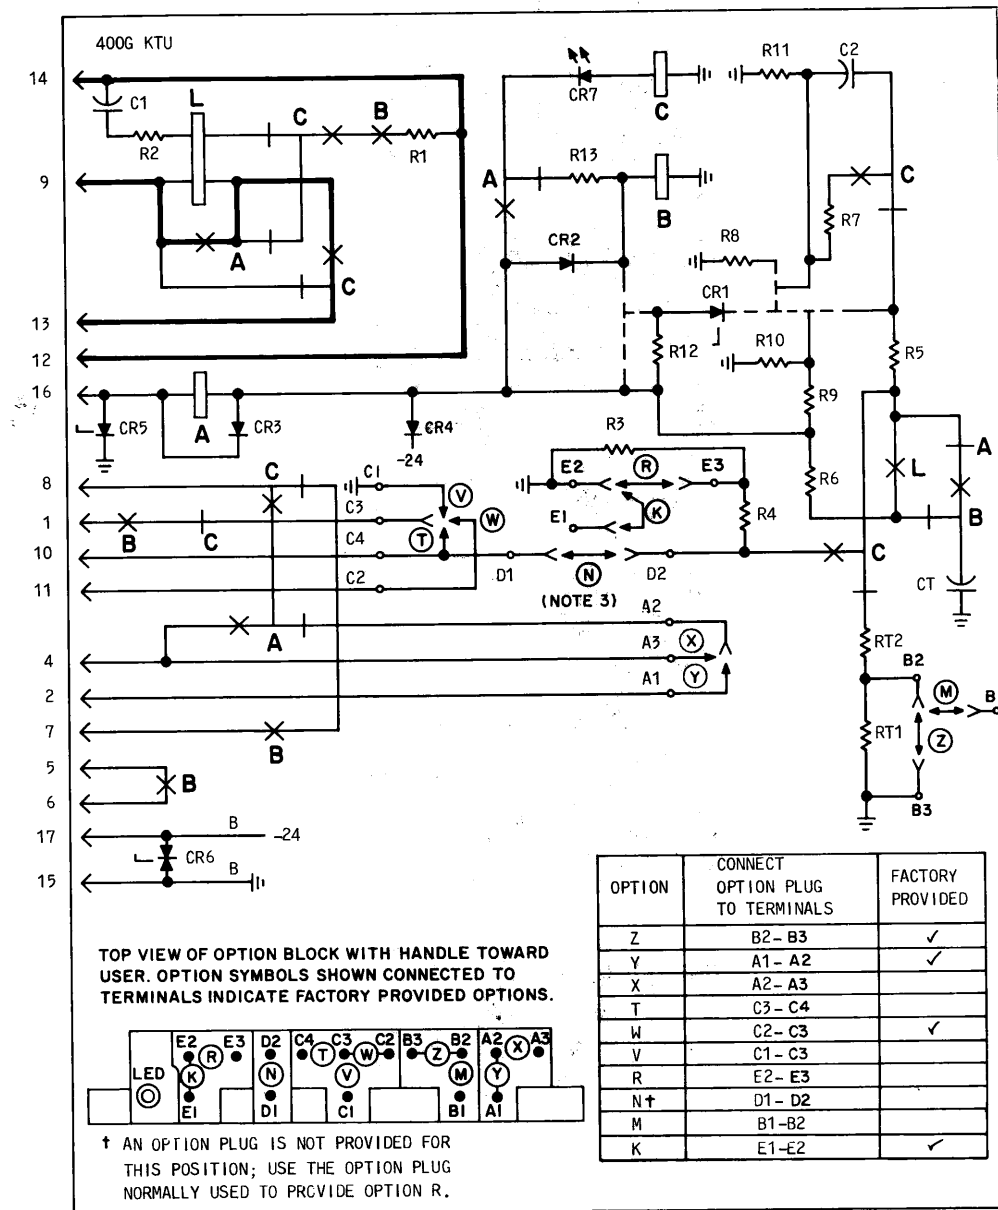 400G KTU
14
C1
R2
L
C
B
R1
9
A
C
13
12
16
CR5
A
CR3
CR4
-24
CR7
C
R11
C2
A
R13
B
C
R7
CR2
R8
CR1
R12
R10
R5
R9
R3
R6
L
A
B
CT
8
C
C1
V
E2
R
E3
K
E1
R4
1
B
C
C3
W
10
C4
T
D1
N
D2
C
11
C2
(NOTE 3)
A
A2
4
A3
X
2
A1
Y
7
B
RT2
B2
M
B
RT1
Z
B3
5
B
6
17
B
-24
CR6
15
B
OPTION
CONNECT
OPTION PLUG
TO TERMINALS
FACTORY
PROVIDED
Z B2-B3 ✓
Y A1-A2 ✓
X A2-A3
T C3-C4
W C2-C3 ✓
V C1-C3
R E2-E3
N† D1-D2
M B1-B2
K E1-E2 ✓
TOP VIEW OF OPTION BLOCK WITH HANDLE TOWARD
USER. OPTION SYMBOLS SHOWN CONNECTED TO
TERMINALS INDICATE FACTORY PROVIDED OPTIONS.
E2 E3 D2 C4 C3 C2 B3 B2 A2 A3
R T W Z X
LED K N V M Y
E1 D1 C1 B1 A1
† AN OPTION PLUG IS NOT PROVIDED FOR
THIS POSITION; USE THE OPTION PLUG
NORMALLY USED TO PROVIDE OPTION R.